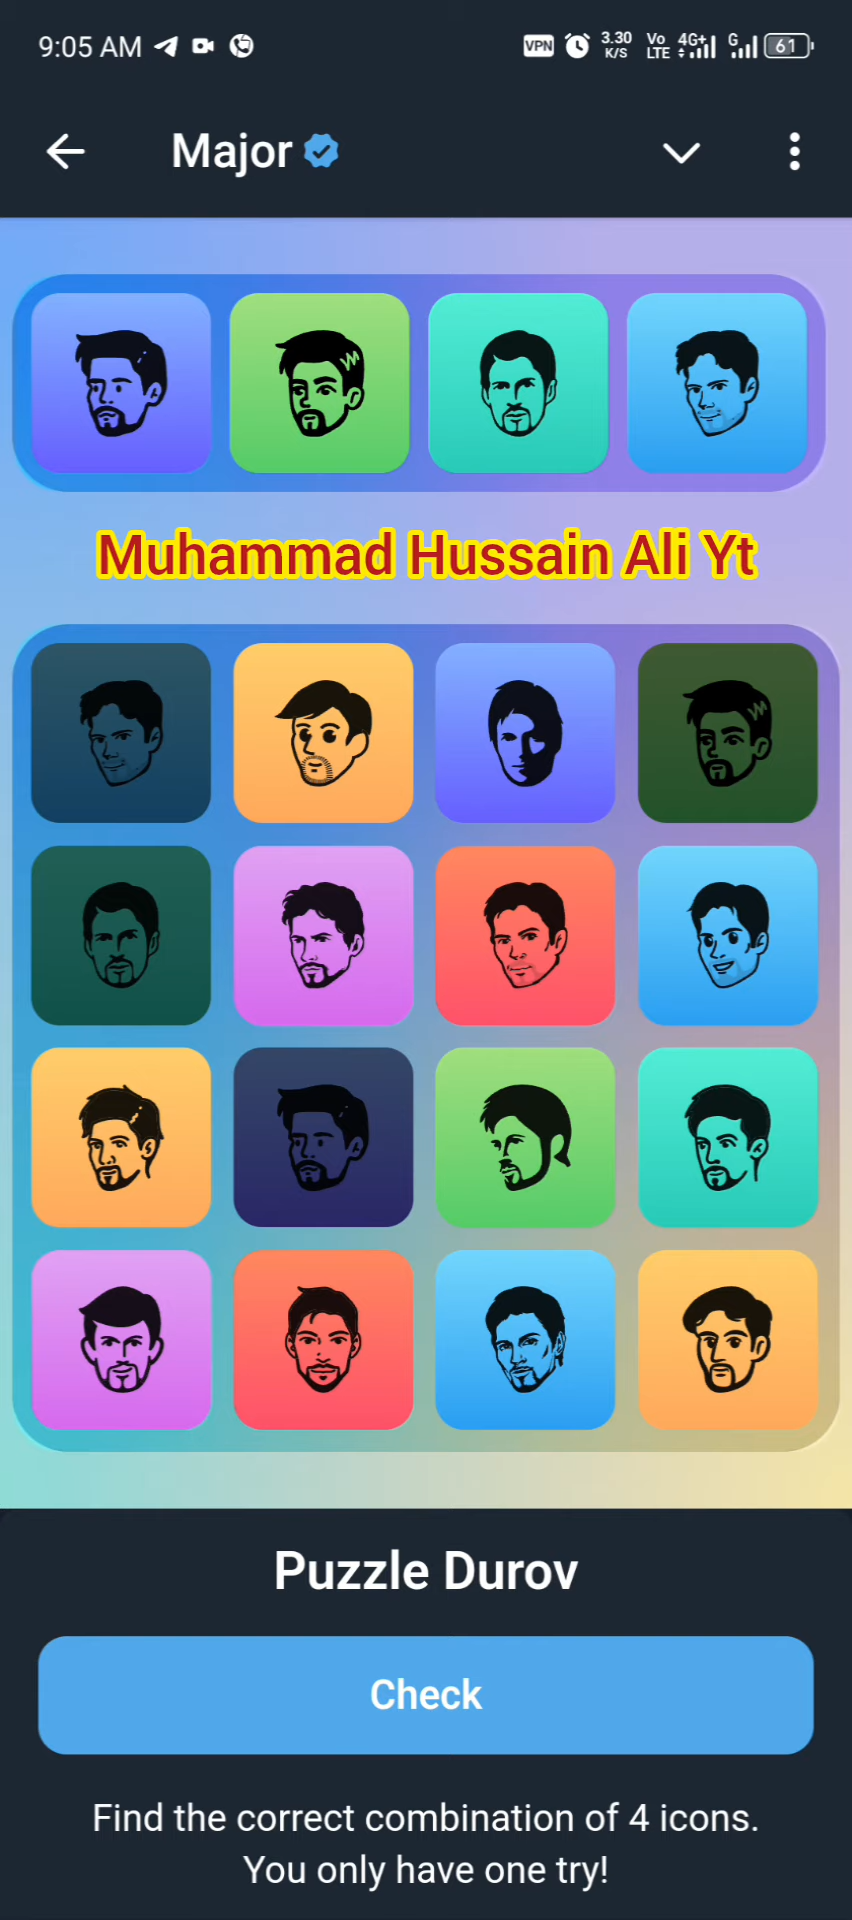 9:05 AM VPN 3.30 K/S Vo LTE 4G+ G 61
Major
Muhammad Hussain Ali Yt
Puzzle Durov
Check
Find the correct combination of 4 icons.
You only have one try!